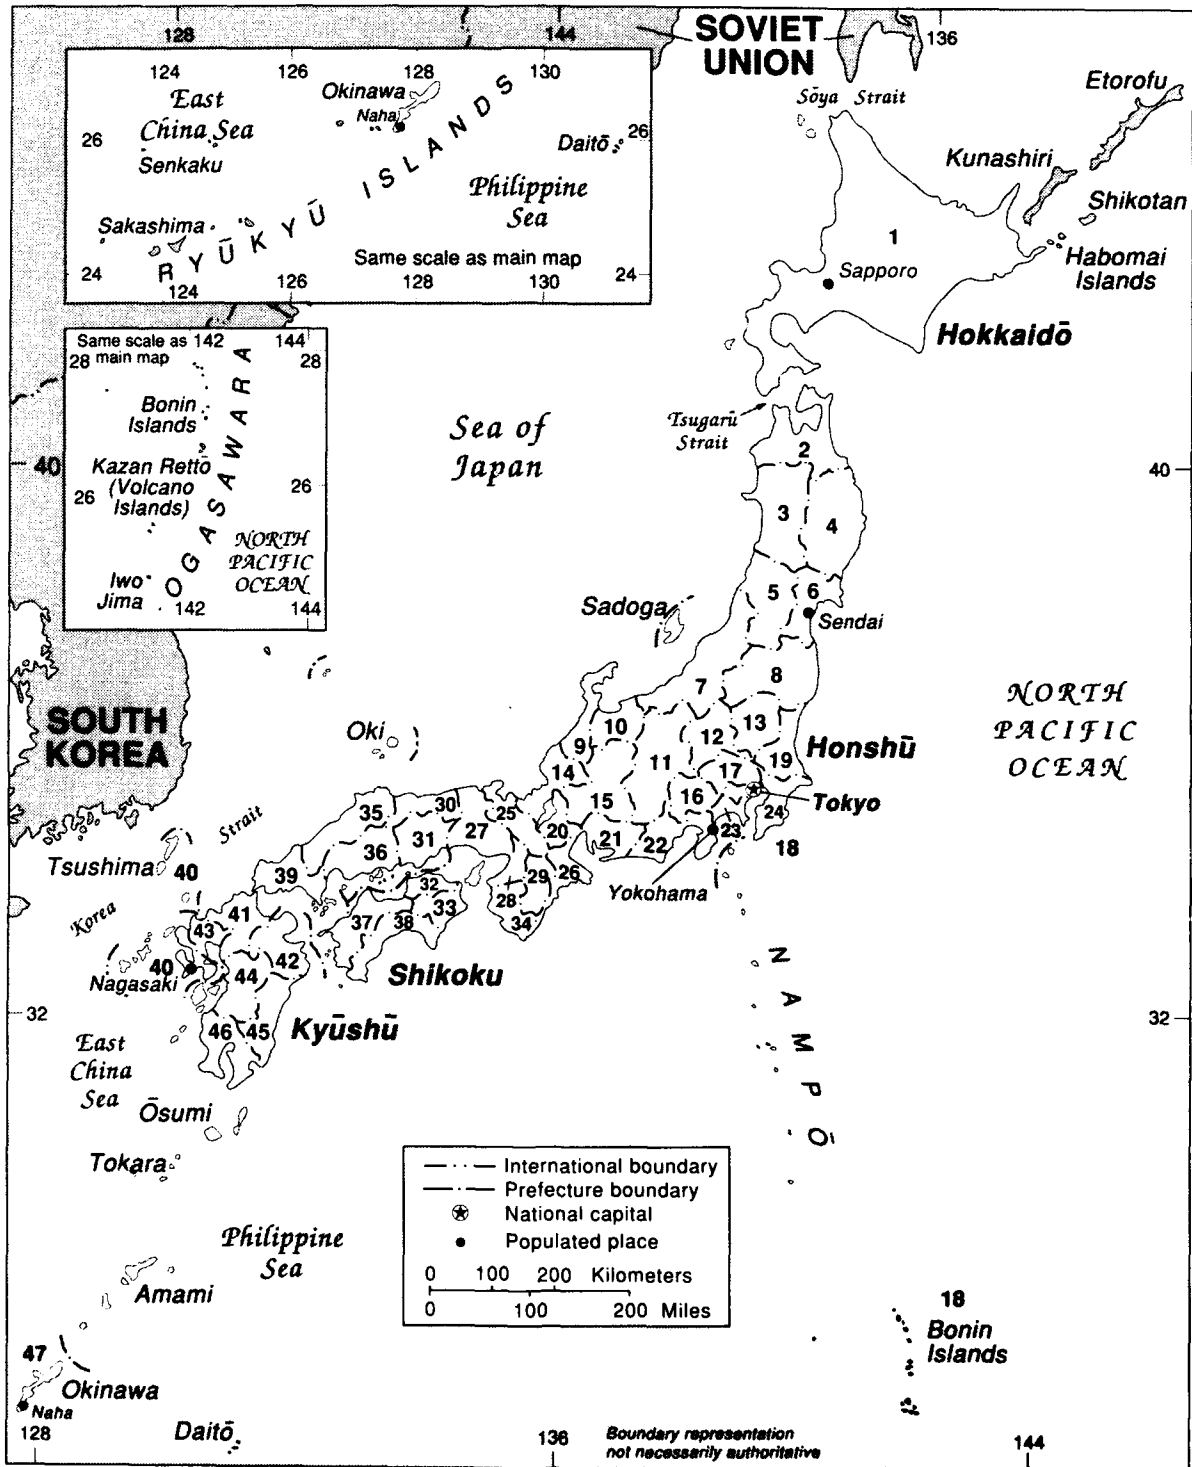 128
144
SOVIET
UNION
136
124
126
128
130
East
China Sea
Okinawa
Naha
26
26
Senkaku
Daitō
Philippine
Sea
Sakashima
RYŪKYŪ ISLANDS
24
Same scale as main map
24
124
126
128
130
Sōya Strait
Etorofu
Kunashiri
Shikotan
Habomai
Islands
1
Sapporo
Hokkaidō
Same scale as
main map
142
144
28
28
Bonin
Islands
Kazan Rettō
(Volcano
Islands)
26
26
OGASAWARA
NORTH
PACIFIC
OCEAN
Iwo
Jima
142
144
40
40
Sea of
Japan
Tsugarū
Strait
2
3
4
5
6
Sendai
Sadoga
7
8
NORTH
PACIFIC
OCEAN
SOUTH
KOREA
Oki
9
10
11
12
13
Honshū
14
15
16
17
19
Tokyo
20
21
22
23
24
18
Yokohama
25
26
27
28
29
30
31
32
33
34
35
36
37
38
39
Strait
Tsushima
40
Korea
41
43
40
Nagasaki
42
44
Shikoku
46
45
Kyūshū
32
32
East
China
Sea
NAMPŌ
Ōsumi
Tokara
International boundary
Prefecture boundary
National capital
Populated place
0 100 200 Kilometers
0 100 200 Miles
Philippine
Sea
Amami
18
Bonin
Islands
47
Okinawa
Naha
128
Daitō
136
Boundary representation
not necessarily authoritative
144